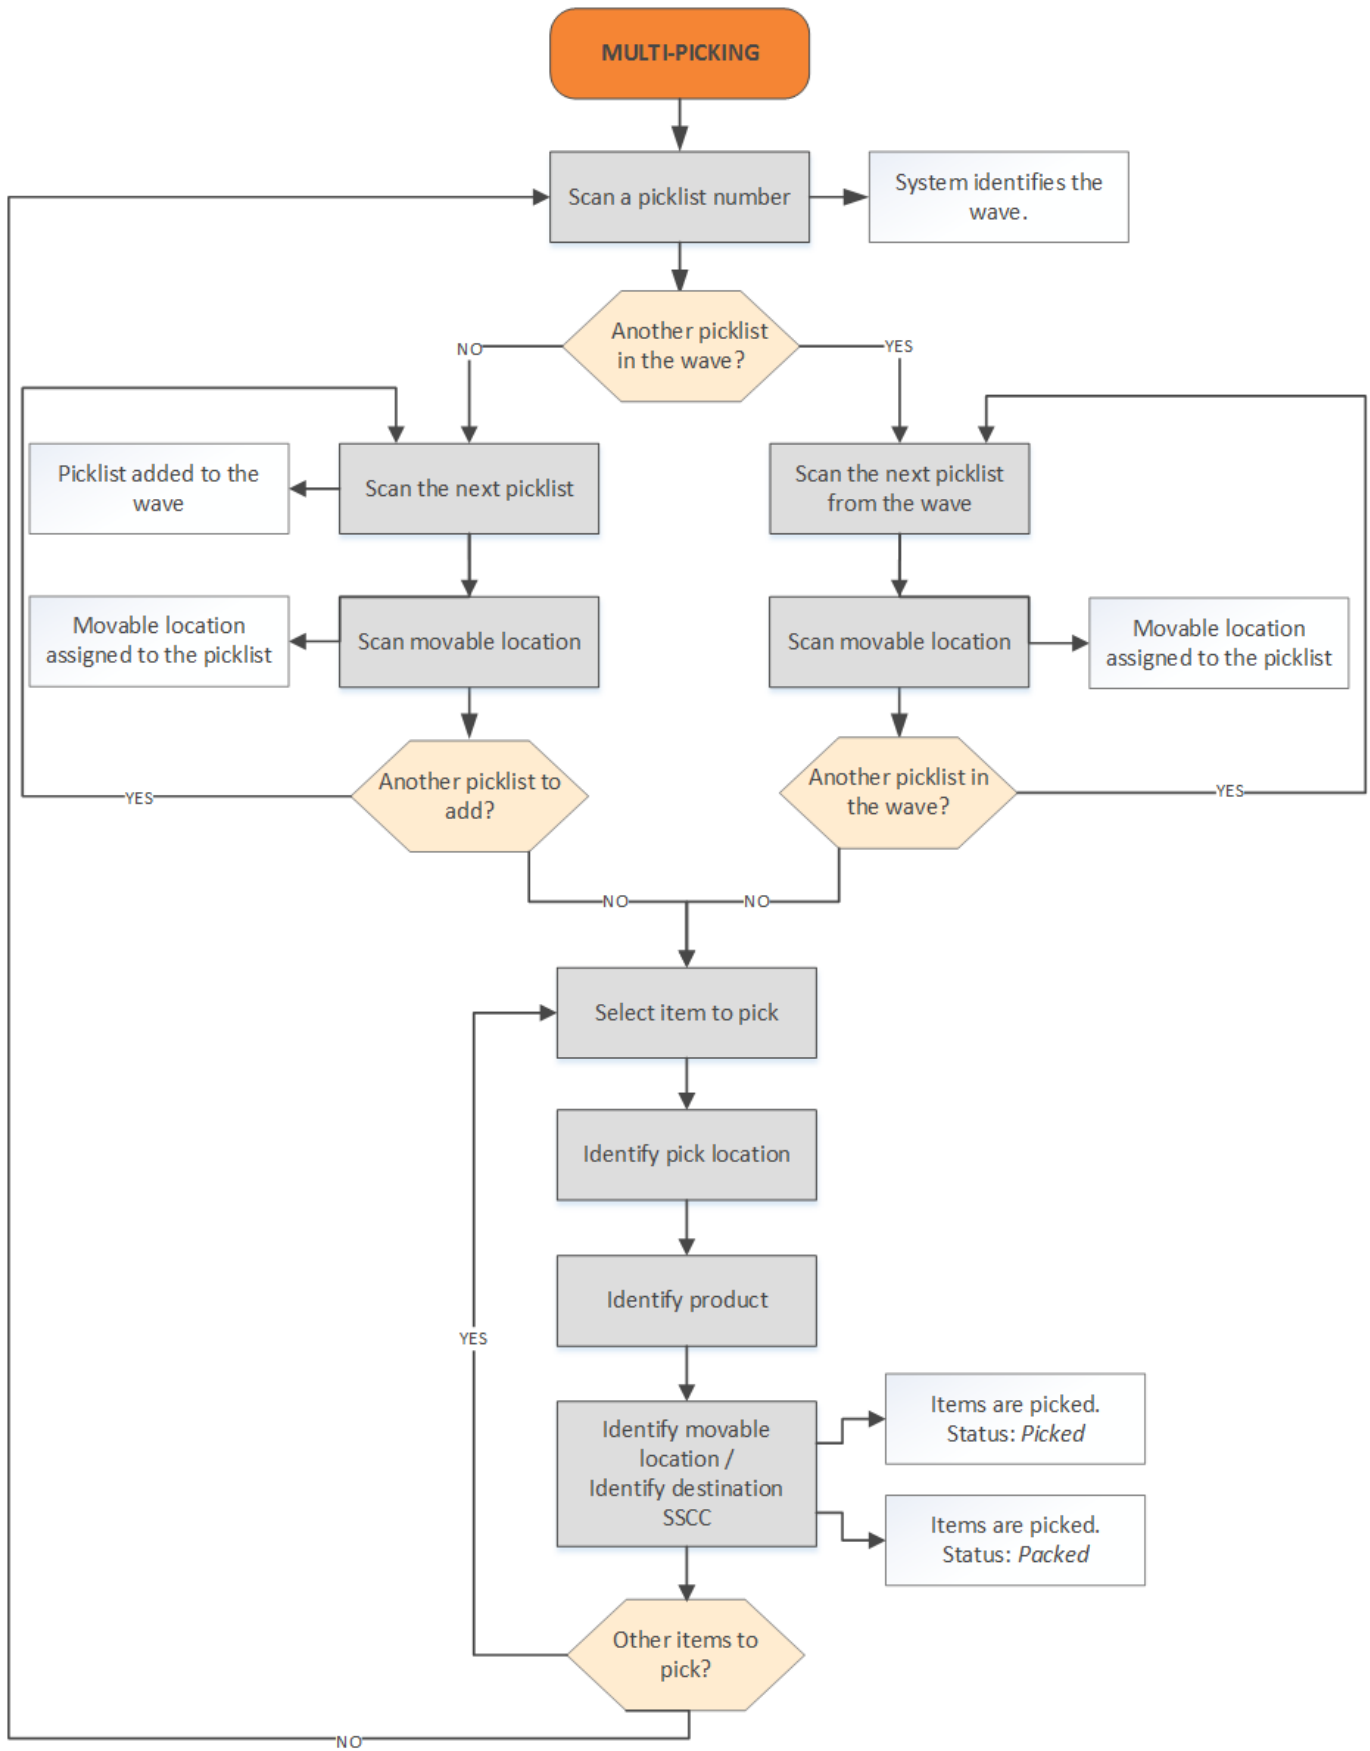 MULTI-PICKING
Scan a picklist number
System identifies the
wave.
Another picklist
in the wave?
NO
YES
Picklist added to the
wave
Scan the next picklist
Scan the next picklist
from the wave
Movable location
assigned to the picklist
Scan movable location
Scan movable location
Movable location
assigned to the picklist
Another picklist to
add?
YES
Another picklist in
the wave?
YES
NO
NO
Select item to pick
Identify pick location
Identify product
YES
Identify movable
location /
Identify destination
SSCC
Items are picked.
Status: Picked
Items are picked.
Status: Packed
Other items to
pick?
NO